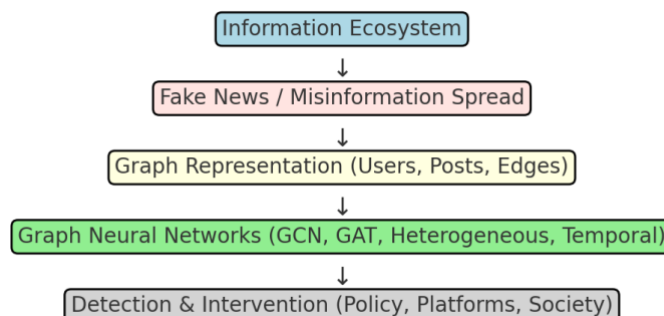 Information Ecosystem
↓
Fake News / Misinformation Spread
↓
Graph Representation (Users, Posts, Edges)
↓
Graph Neural Networks (GCN, GAT, Heterogeneous, Temporal)
↓
Detection & Intervention (Policy, Platforms, Society)